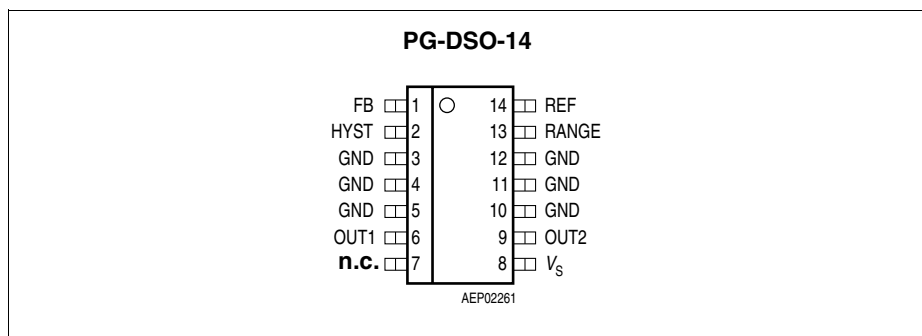 PG-DSO-14
FB 1 14 REF
HYST 2 13 RANGE
GND 3 12 GND
GND 4 11 GND
GND 5 10 GND
OUT1 6 9 OUT2
n.c. 7 8 VS
AEP02261